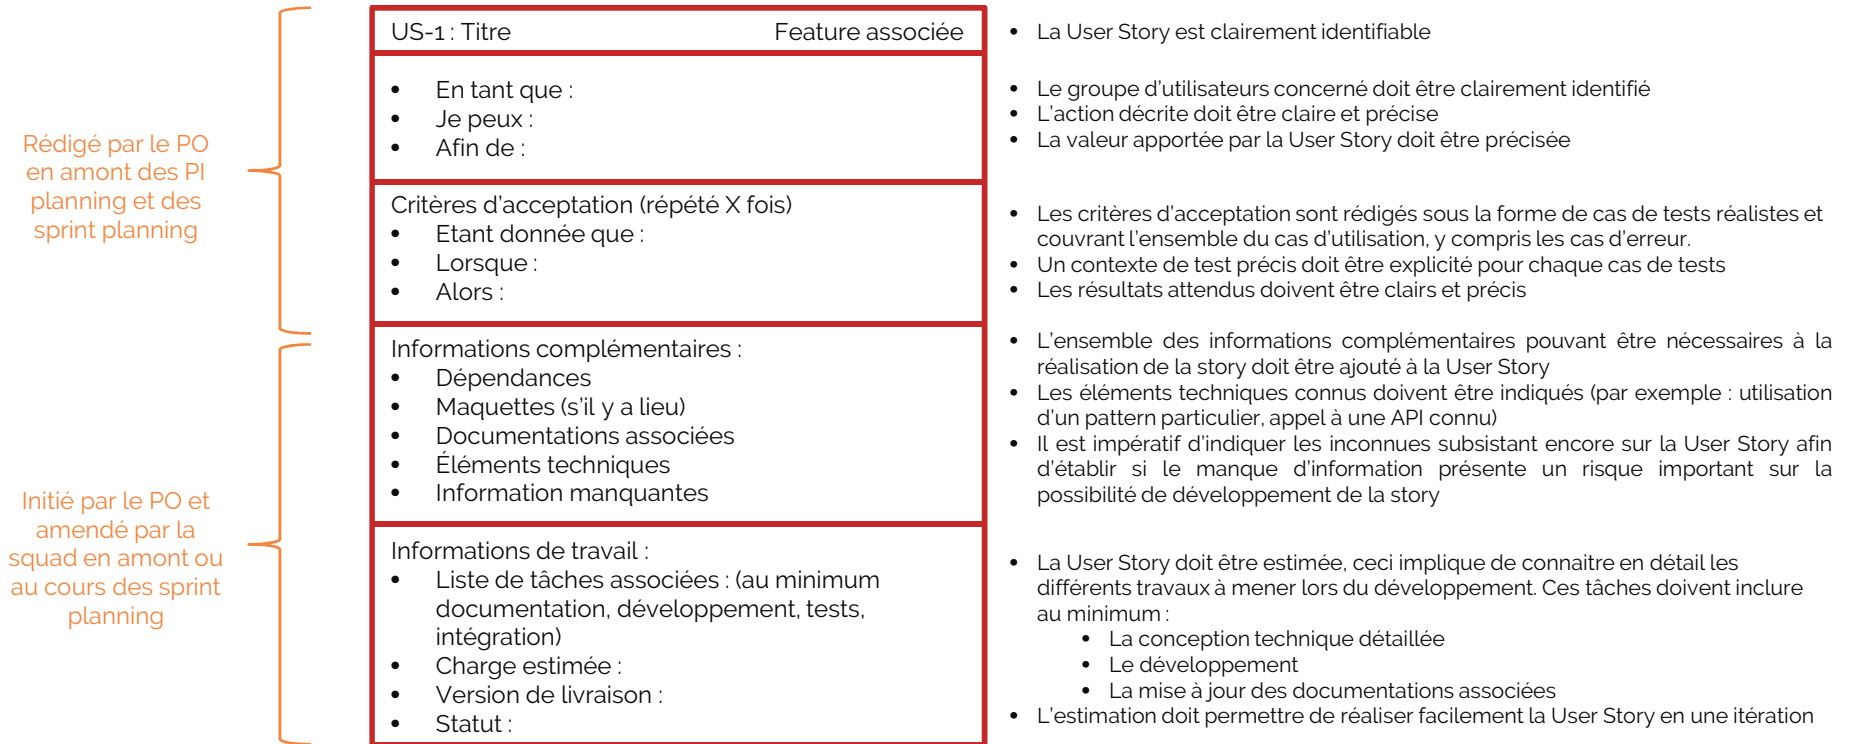 Rédigé par le PO
en amont des PI
planning et des
sprint planning
Initié par le PO et
amendé par la
squad en amont ou
au cours des sprint
planning
US-1 : Titre Feature associée
• En tant que :
• Je peux :
• Afin de :
Critères d'acceptation (répété X fois)
• Etant donnée que :
• Lorsque :
• Alors :
Informations complémentaires :
• Dépendances
• Maquettes (s'il y a lieu)
• Documentations associées
• Éléments techniques
• Information manquantes
Informations de travail :
• Liste de tâches associées : (au minimum
documentation, développement, tests,
intégration)
• Charge estimée :
• Version de livraison :
• Statut :
• La User Story est clairement identifiable
• Le groupe d'utilisateurs concerné doit être clairement identifié
• L'action décrite doit être claire et précise
• La valeur apportée par la User Story doit être précisée
• Les critères d'acceptation sont rédigés sous la forme de cas de tests réalistes et
couvrant l'ensemble du cas d'utilisation, y compris les cas d'erreur.
• Un contexte de test précis doit être explicité pour chaque cas de tests
• Les résultats attendus doivent être clairs et précis
• L'ensemble des informations complémentaires pouvant être nécessaires à la
réalisation de la story doit être ajouté à la User Story
• Les éléments techniques connus doivent être indiqués (par exemple : utilisation
d'un pattern particulier, appel à une API connu)
• Il est impératif d'indiquer les inconnues subsistant encore sur la User Story afin
d'établir si le manque d'information présente un risque important sur la
possibilité de développement de la story
• La User Story doit être estimée, ceci implique de connaitre en détail les
différents travaux à mener lors du développement. Ces tâches doivent inclure
au minimum :
• La conception technique détaillée
• Le développement
• La mise à jour des documentations associées
• L'estimation doit permettre de réaliser facilement la User Story en une itération